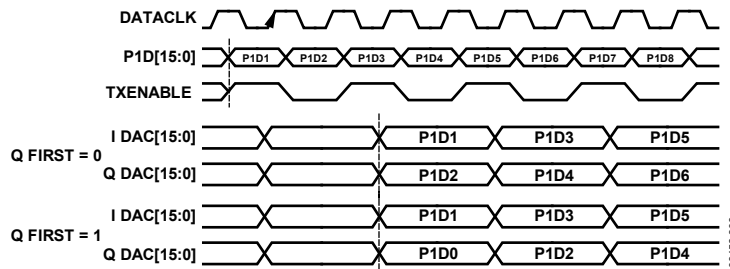 DATACLK
P1D[15:0] P1D1 P1D2 P1D3 P1D4 P1D5 P1D6 P1D7 P1D8
TXENABLE
Q FIRST = 0
I DAC[15:0] P1D1 P1D3 P1D5
Q DAC[15:0] P1D2 P1D4 P1D6
Q FIRST = 1
I DAC[15:0] P1D1 P1D3 P1D5
Q DAC[15:0] P1D0 P1D2 P1D4